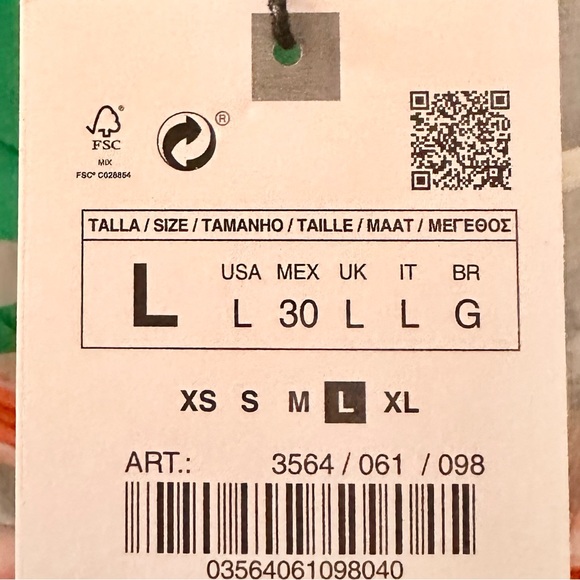 FSC®
MIX
FSC® C028854
®
TALLA / SIZE / TAMANHO / TAILLE / MAAT / ΜΕΓΕΘΟΣ
L
USA MEX UK IT BR
L 30 L L G
XS S M L XL
ART.: 3564 / 061 / 098
03564061098040